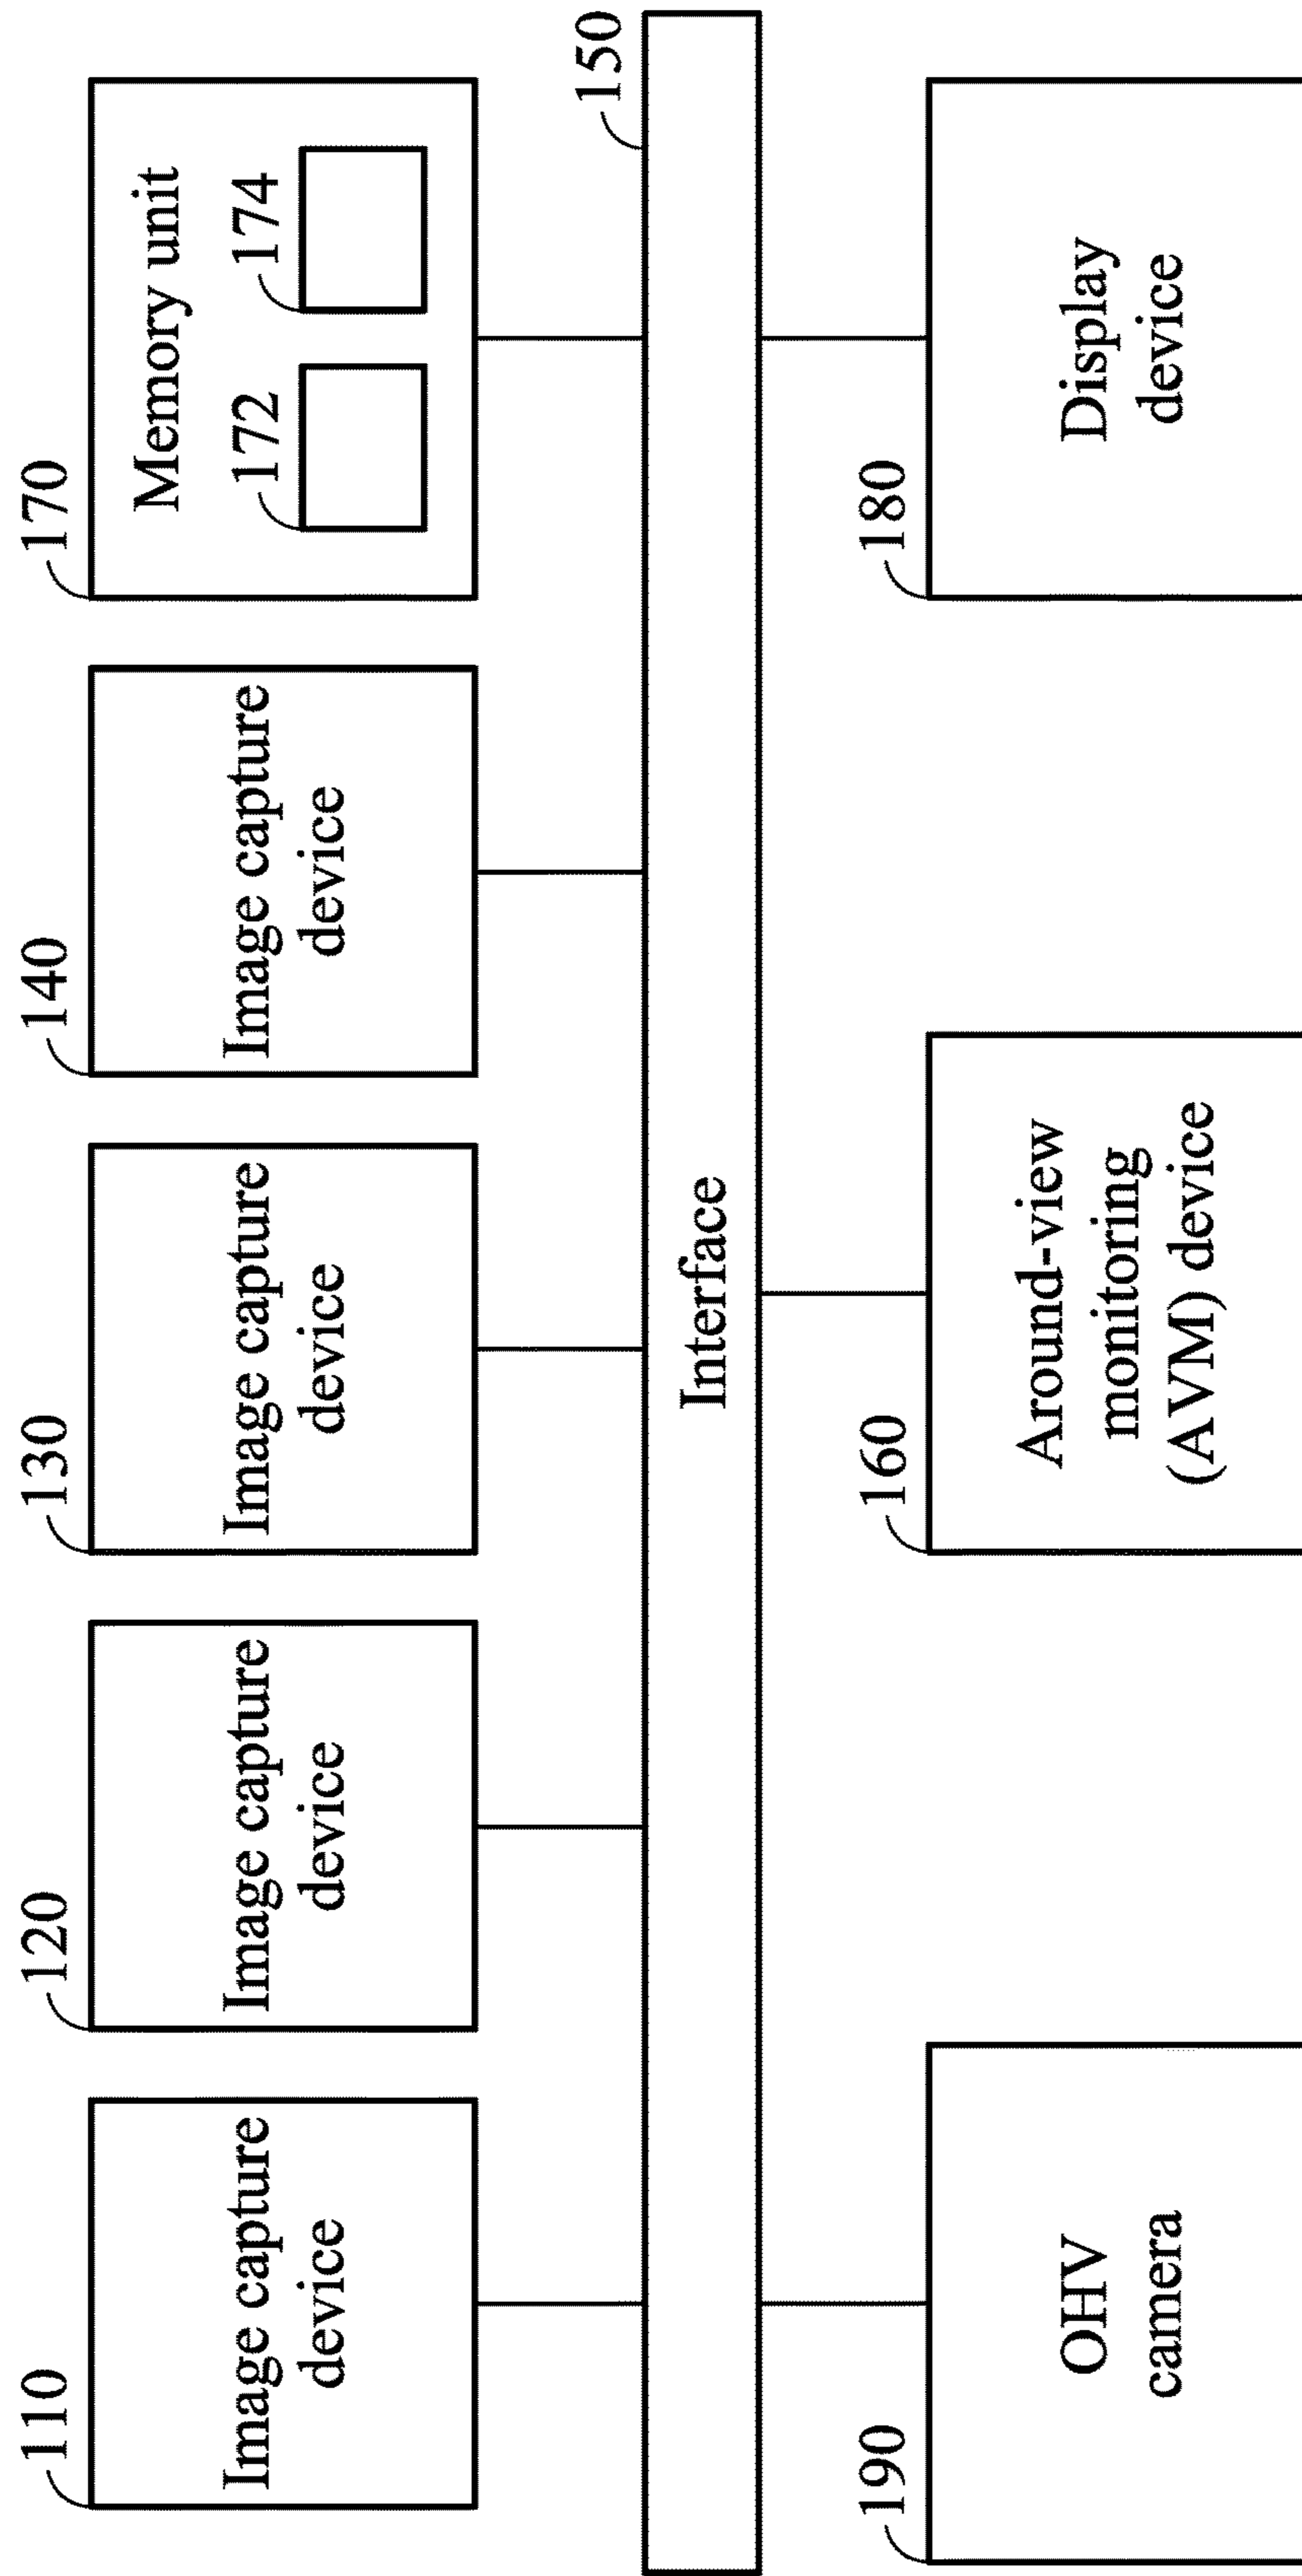 110
Image capture
device
120
Image capture
device
130
Image capture
device
140
Image capture
device
170
Memory unit
172
174
150
Interface
190
OHV
camera
160
Around-view
monitoring
(AVM) device
180
Display
device